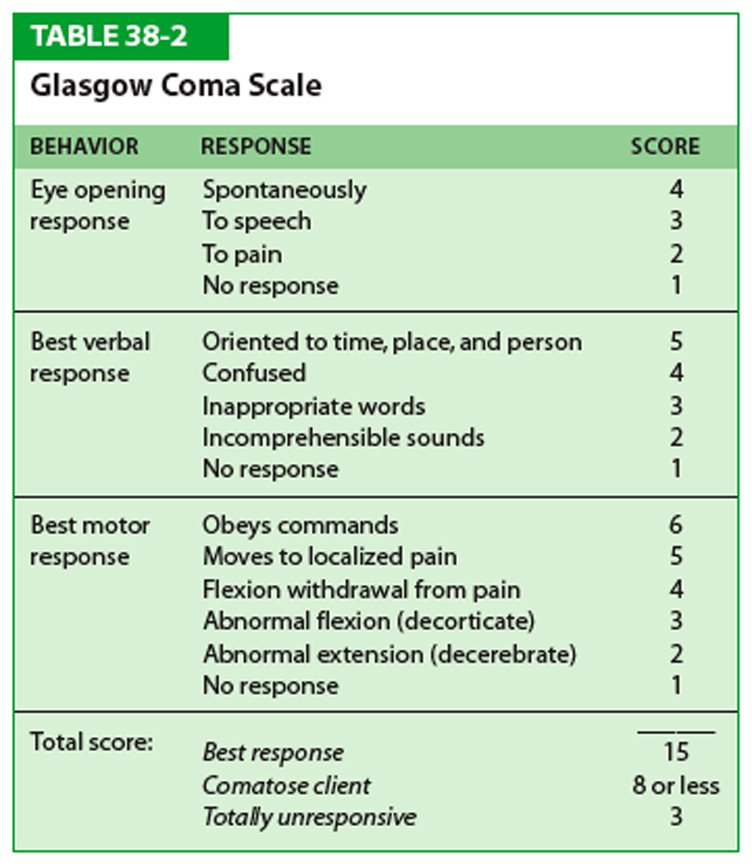 TABLE 38-2
Glasgow Coma Scale
BEHAVIOR RESPONSE SCORE
Eye opening Spontaneously 4
response To speech 3
To pain 2
No response 1
Best verbal Oriented to time, place, and person 5
response Confused 4
Inappropriate words 3
Incomprehensible sounds 2
No response 1
Best motor Obeys commands 6
response Moves to localized pain 5
Flexion withdrawal from pain 4
Abnormal flexion (decorticate) 3
Abnormal extension (decerebrate) 2
No response 1
Total score: Best response 15
Comatose client 8 or less
Totally unresponsive 3